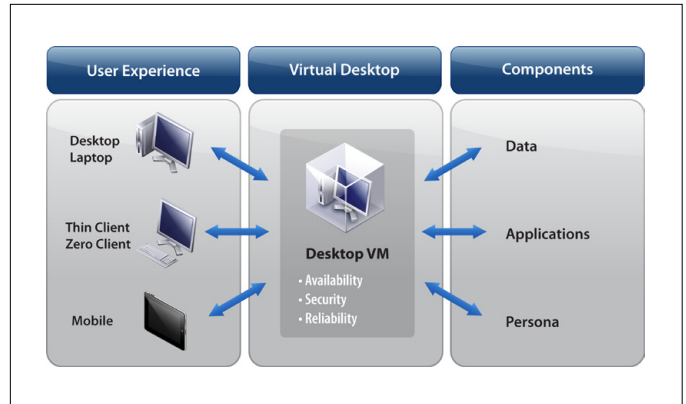 User Experience
Virtual Desktop
Components
Desktop
Laptop
Thin Client
Zero Client
Mobile
Desktop VM
• Availability
• Security
• Reliability
Data
Applications
Persona